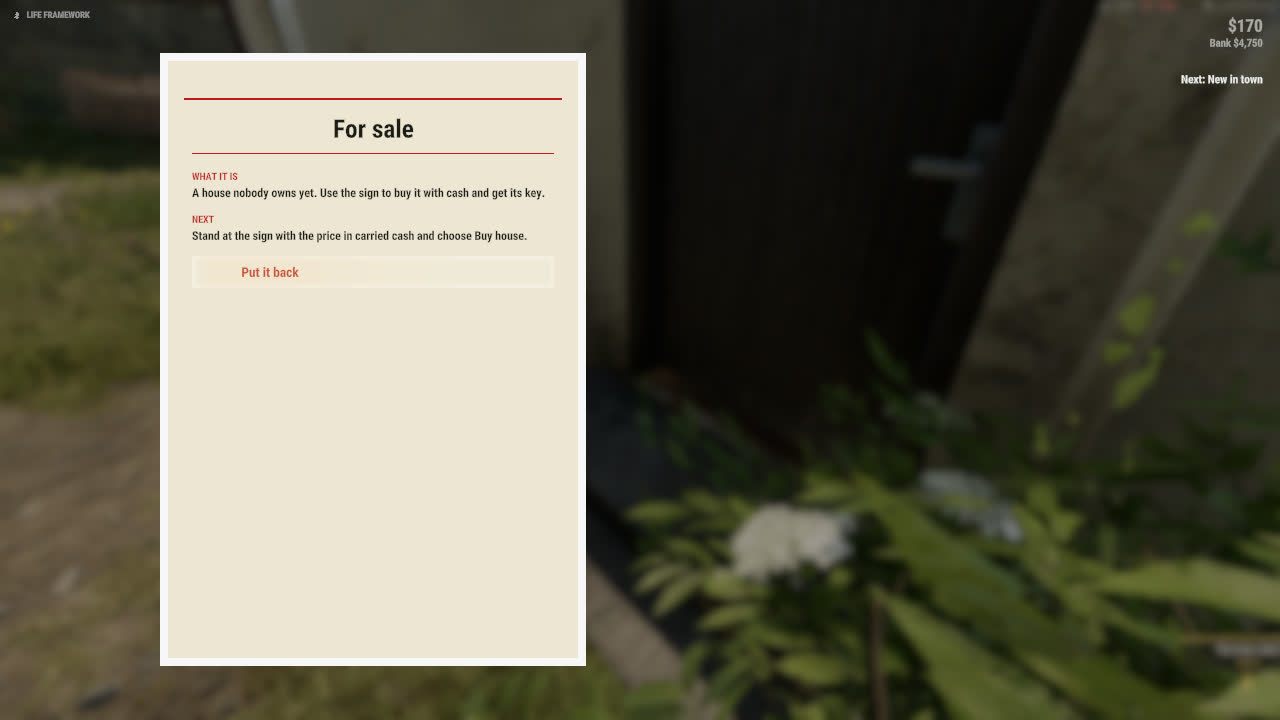 LIFE FRAMEWORK
$170
Bank $4,750
Next: New in town
For sale
WHAT IT IS
A house nobody owns yet. Use the sign to buy it with cash and get its key.
NEXT
Stand at the sign with the price in carried cash and choose Buy house.
Put it back